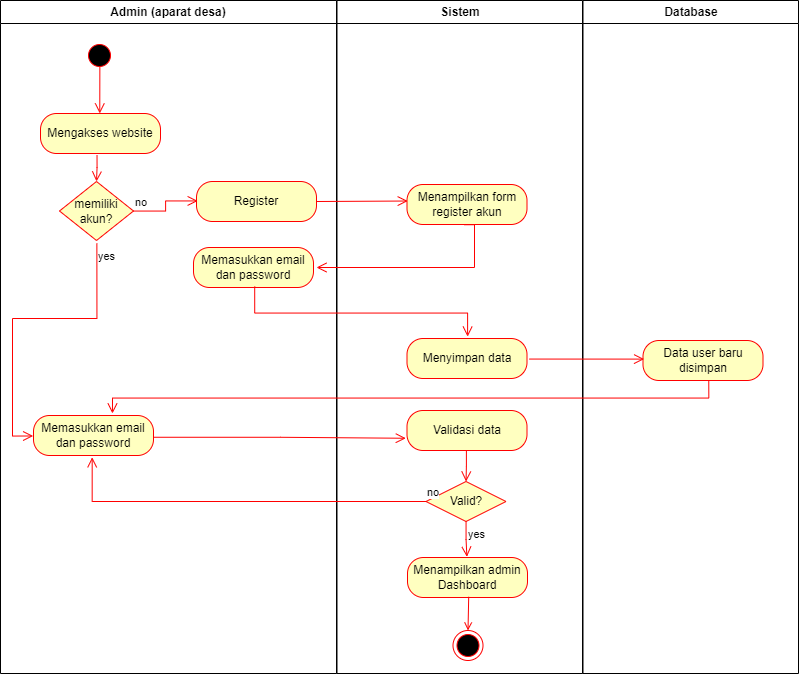 Admin (aparat desa)
Sistem
Database
Mengakses website
memiliki
akun?
no
Register
Menampilkan form
register akun
yes
Memasukkan email
dan password
Menyimpan data
Data user baru
disimpan
Memasukkan email
dan password
Validasi data
no
Valid?
yes
Menampilkan admin
Dashboard